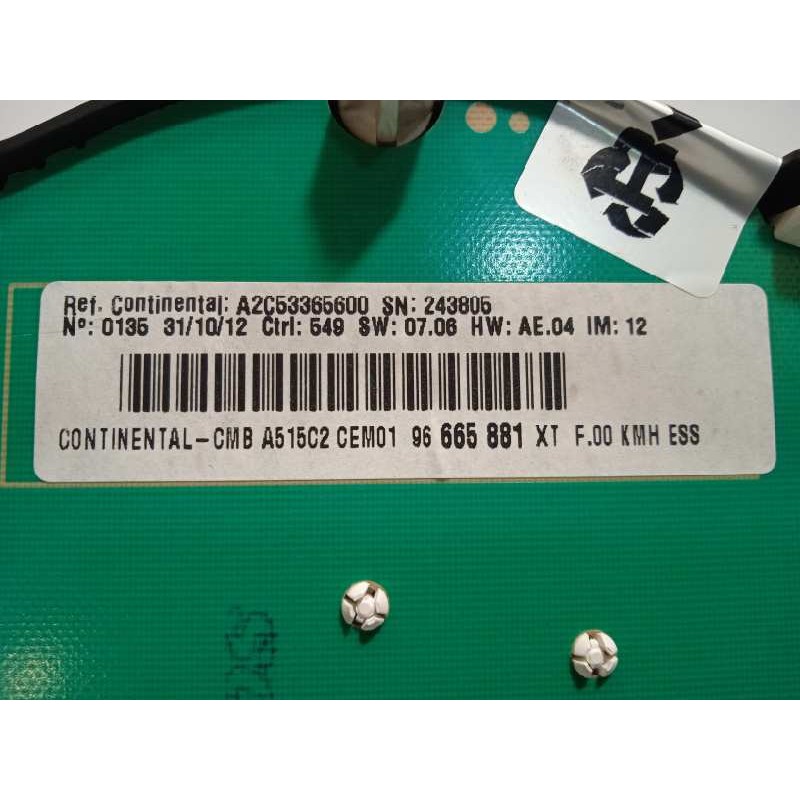 Ref. Continental: A2C53365600 SN: 243805
Nº: 0135 31/10/12 Ctrl: 549 SW: 07.06 HW: AE.04 IM: 12
CONTINENTAL-CMB A515C2 CEM01 96 665 881 XT F.00 KMH ESS